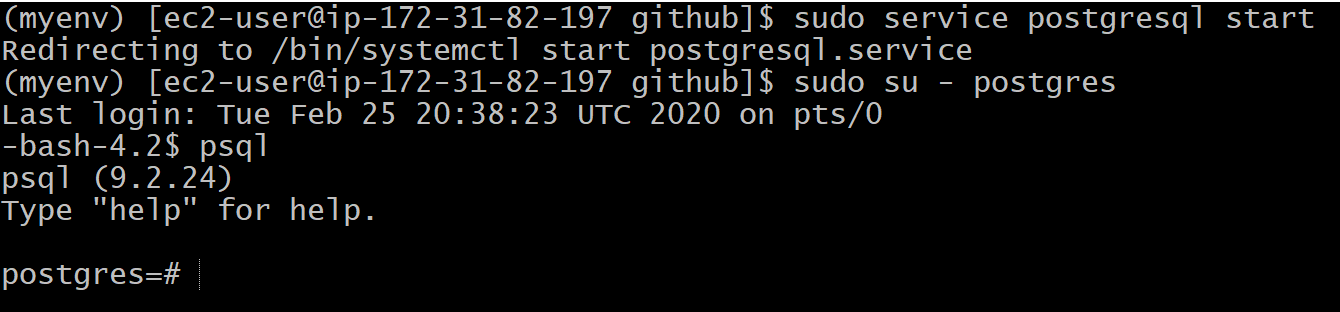 (myenv) [ec2-user@ip-172-31-82-197 github]$ sudo service postgresql start
Redirecting to /bin/systemctl start postgresql.service
(myenv) [ec2-user@ip-172-31-82-197 github]$ sudo su - postgres
Last login: Tue Feb 25 20:38:23 UTC 2020 on pts/0
-bash-4.2$ psql
psql (9.2.24)
Type "help" for help.
postgres=#